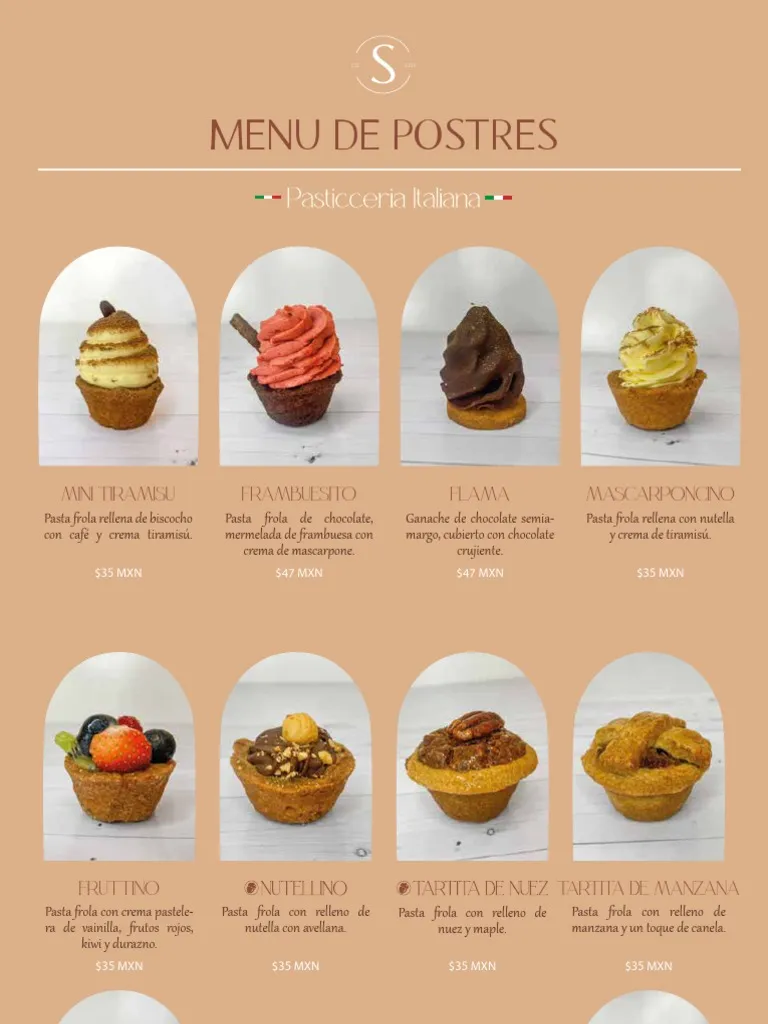 S
MENU DE POSTRES
Pasticceria Italiana
MINI TIRAMISU
Pasta frola rellena de biscocho
con café y crema tiramisú.
$35 MXN
FRAMBUESITO
Pasta frola de chocolate,
mermelada de frambuesa con
crema de mascarpone.
$47 MXN
FLAMA
Ganache de chocolate semia-
margo, cubierto con chocolate
crujiente.
$47 MXN
MASCARPONCINO
Pasta frola rellena con nutella
y crema de tiramisú.
$35 MXN
FRUTTINO
Pasta frola con crema pastele-
ra de vainilla, frutos rojos,
kiwi y durazno.
$35 MXN
NUTELLINO
Pasta frola con relleno de
nutella con avellana.
$35 MXN
TARTITA DE NUEZ
Pasta frola con relleno de
nuez y maple.
$35 MXN
TARTITA DE MANZANA
Pasta frola con relleno de
manzana y un toque de canela.
$35 MXN